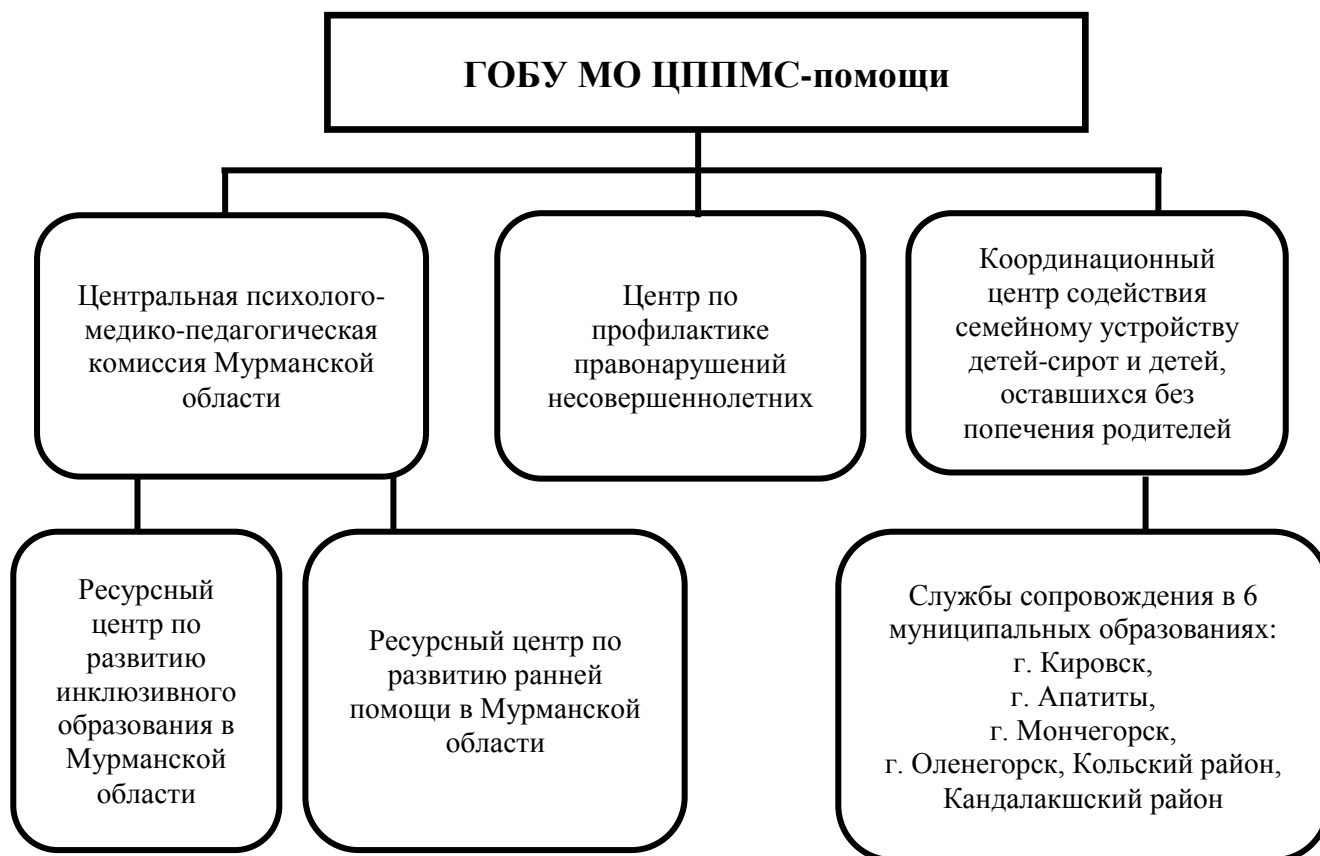 ГОБУ МО ЦППМС-помощи
Центральная психолого-
медико-педагогическая
комиссия Мурманской
области
Центр по
профилактике
правонарушений
несовершеннолетних
Координационный
центр содействия
семейному устройству
детей-сирот и детей,
оставшихся без
попечения родителей
Ресурсный
центр по
развитию
инклюзивного
образования в
Мурманской
области
Ресурсный центр по
развитию ранней
помощи в Мурманской
области
Службы сопровождения в 6
муниципальных образованиях:
г. Кировск,
г. Апатиты,
г. Мончегорск,
г. Оленегорск, Кольский район,
Кандалакшский район